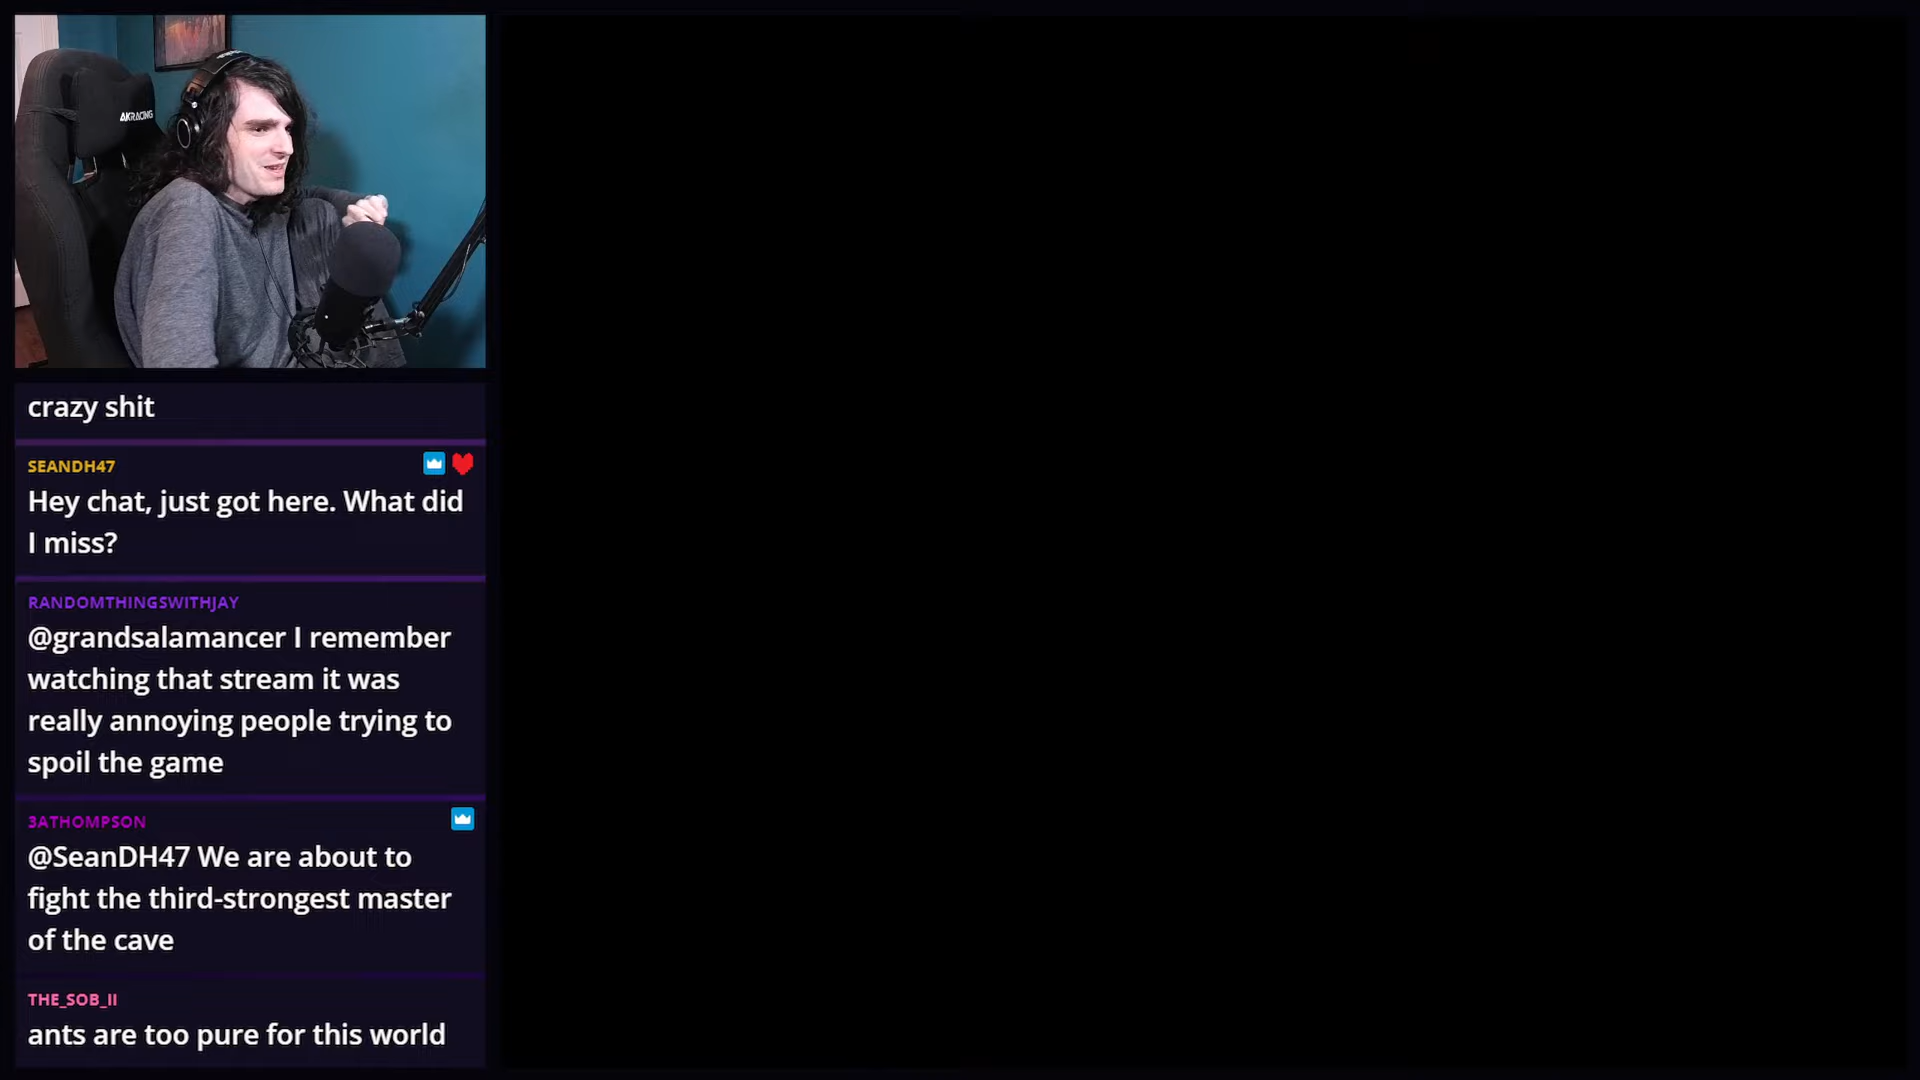 AKRACING
crazy shit
SEANDH47
Hey chat, just got here. What did
I miss?
RANDOMTHINGSWITHJAY
@grandsalamancer I remember
watching that stream it was
really annoying people trying to
spoil the game
3ATHOMPSON
@SeanDH47 We are about to
fight the third-strongest master
of the cave
THE_SOB_II
ants are too pure for this world